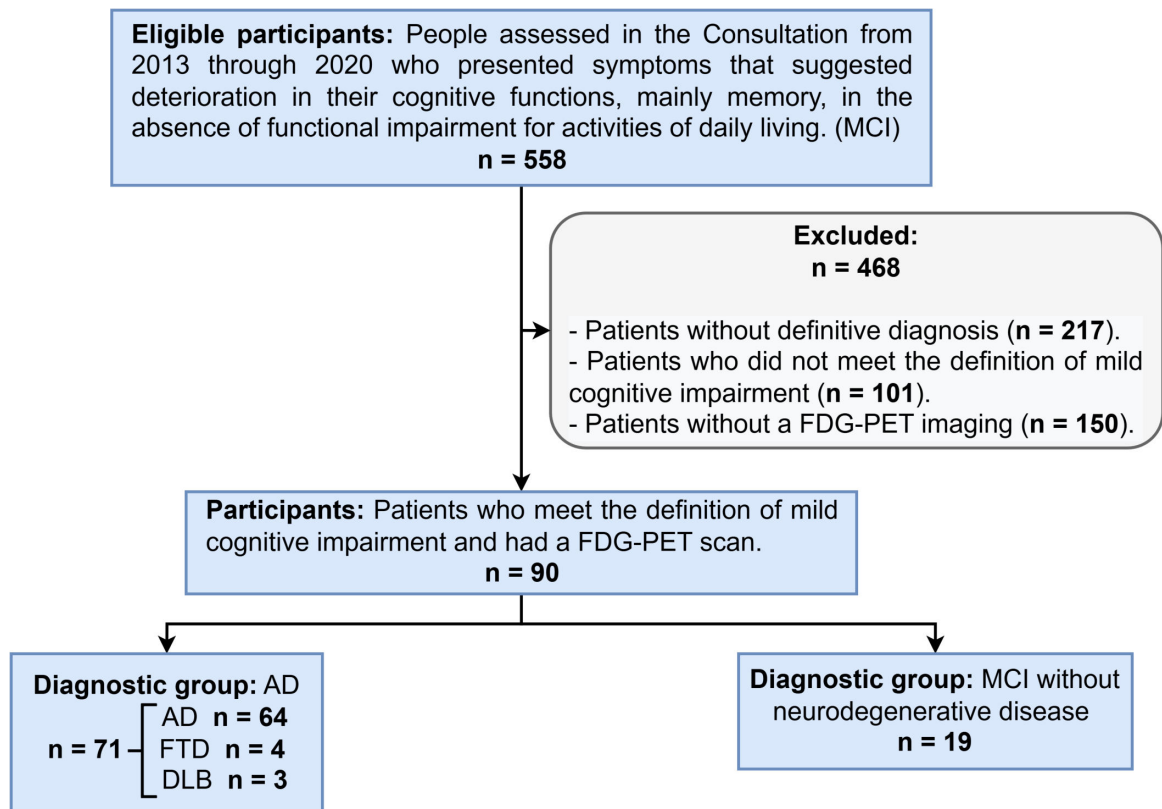 Eligible participants: People assessed in the Consultation from
2013 through 2020 who presented symptoms that suggested
deterioration in their cognitive functions, mainly memory, in the
absence of functional impairment for activities of daily living. (MCI)
n = 558
Excluded:
n = 468
- Patients without definitive diagnosis (n = 217).
- Patients who did not meet the definition of mild
cognitive impairment (n = 101).
- Patients without a FDG-PET imaging (n = 150).
Participants: Patients who meet the definition of mild
cognitive impairment and had a FDG-PET scan.
n = 90
Diagnostic group: AD
n = 71
AD n = 64
FTD n = 4
DLB n = 3
Diagnostic group: MCI without
neurodegenerative disease
n = 19